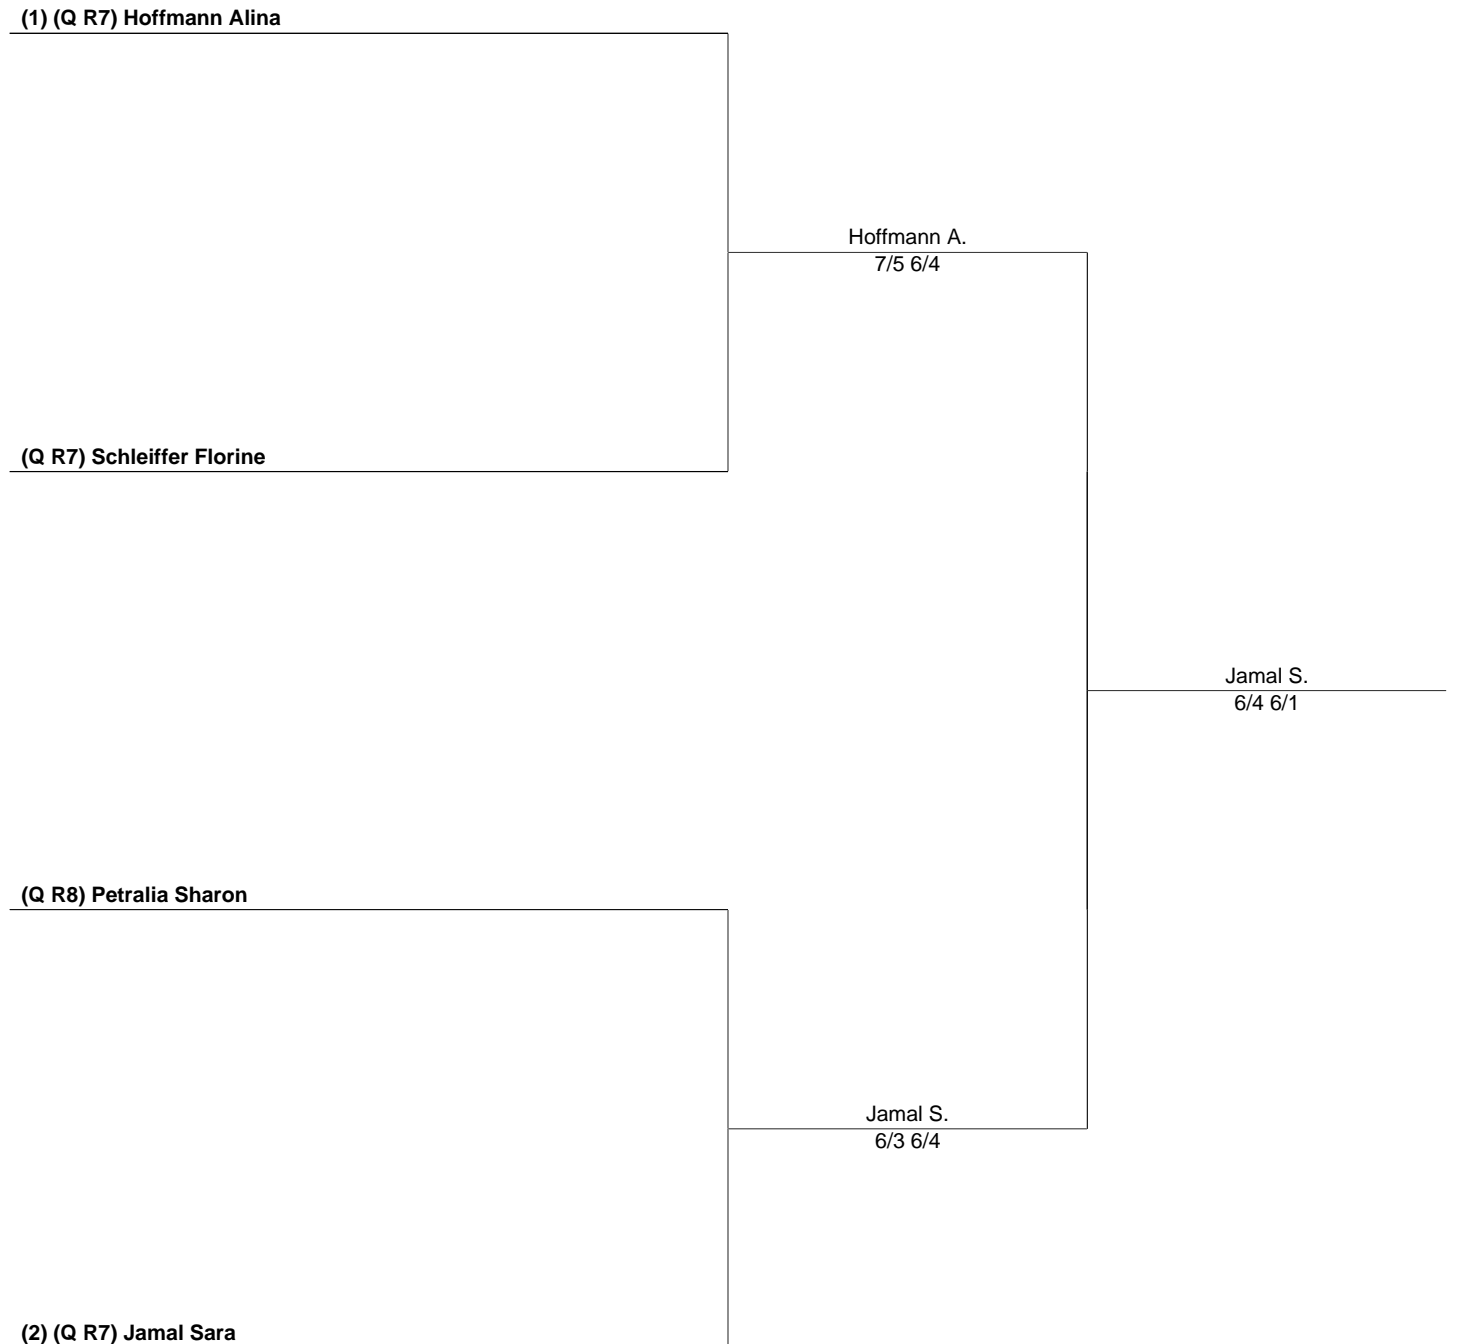 (1) (Q R7) Hoffmann Alina
Hoffmann A.
7/5 6/4
(Q R7) Schleiffer Florine
Jamal S.
6/4 6/1
(Q R8) Petralia Sharon
Jamal S.
6/3 6/4
(2) (Q R7) Jamal Sara